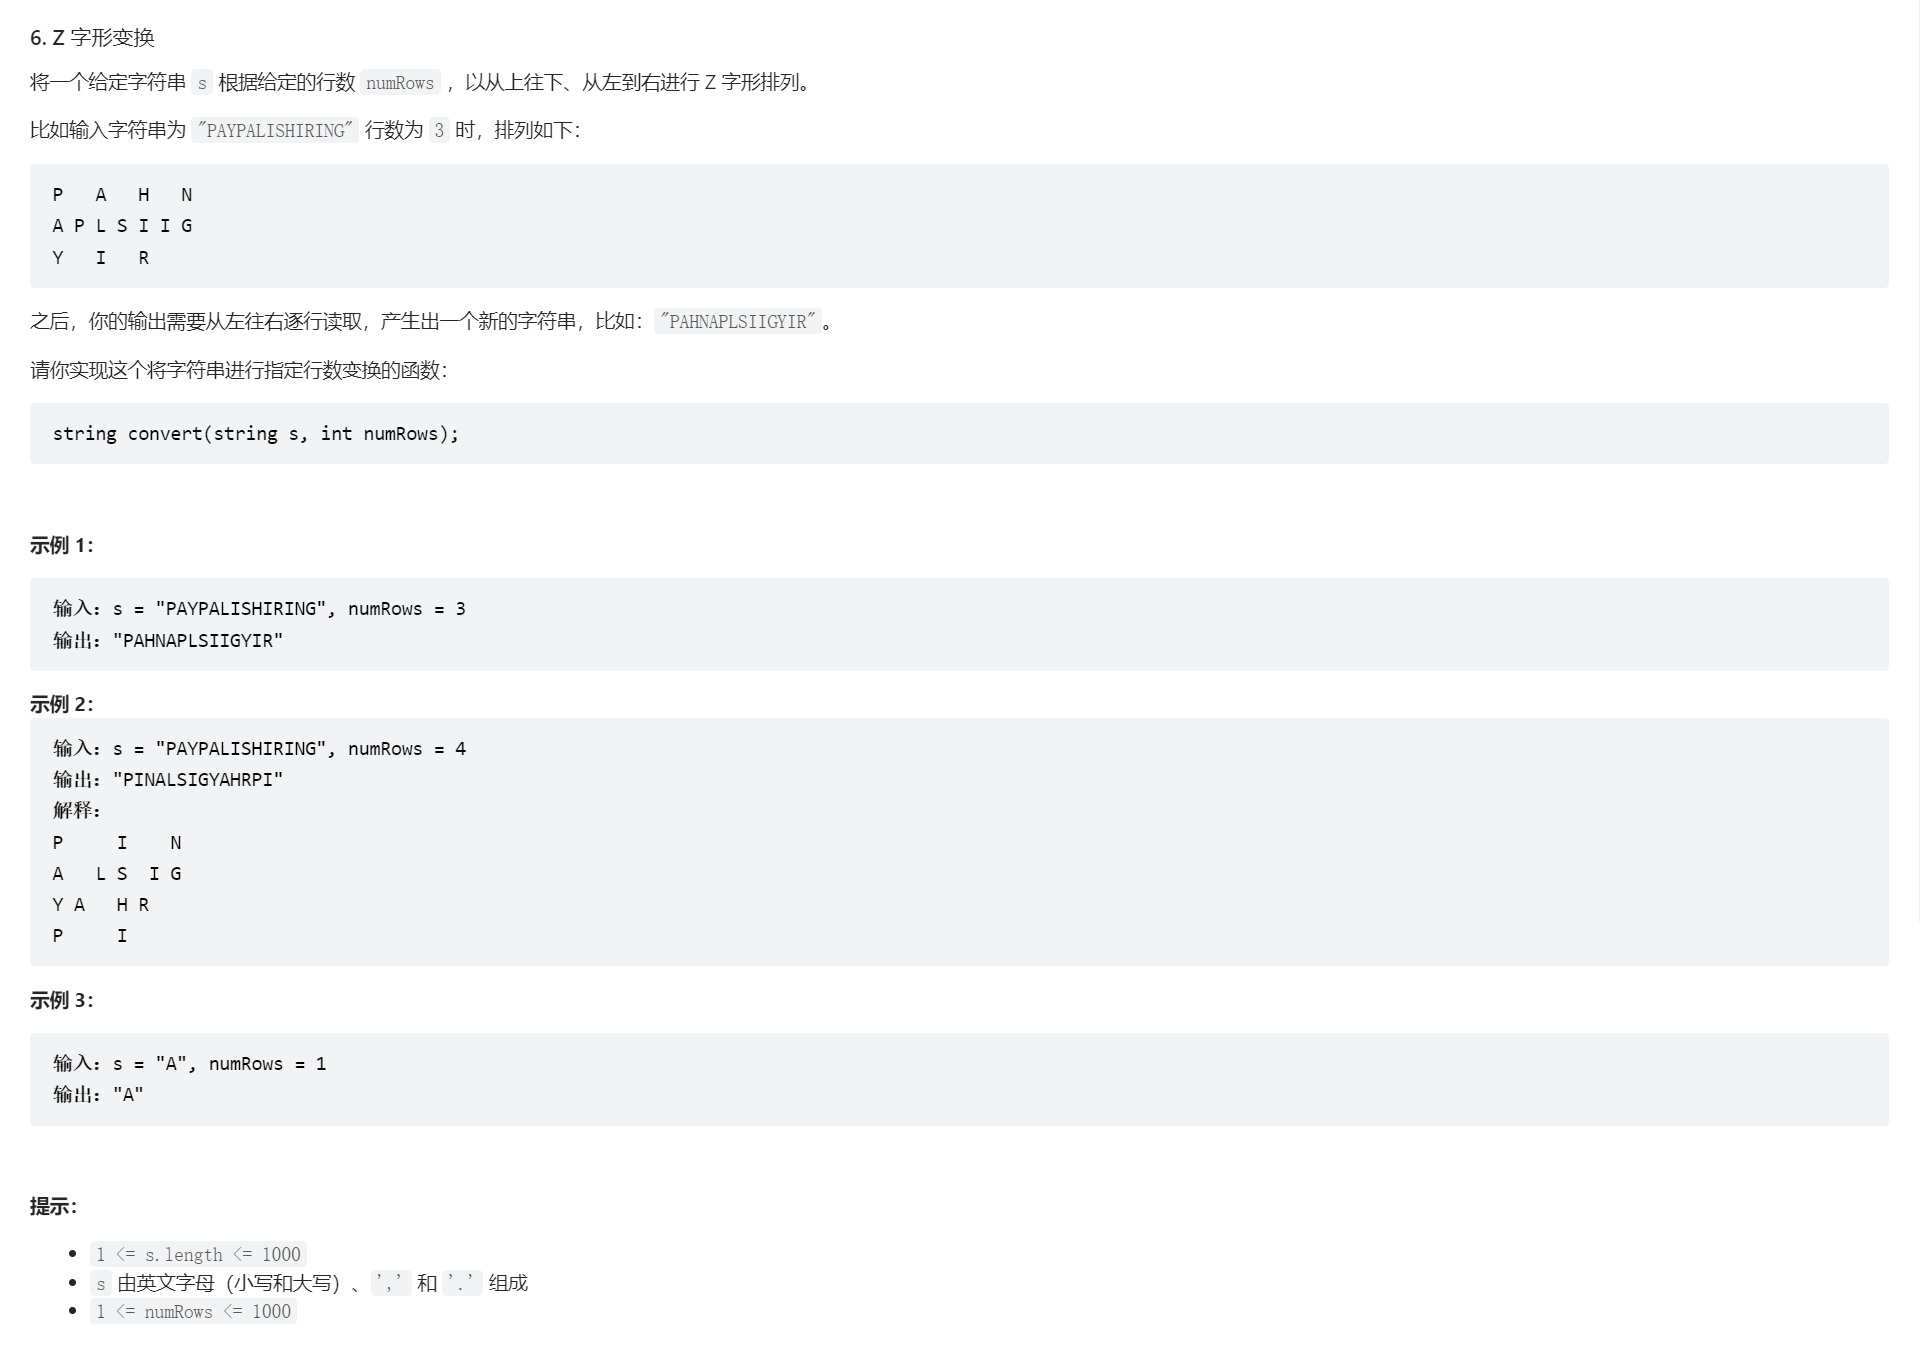 6. Z 字形变换
将一个给定字符串 s 根据给定的行数 numRows ，以从上往下、从左到右进行 Z 字形排列。
比如输入字符串为 "PAYPALISHIRING" 行数为 3 时，排列如下：
P   A   H   N
A P L S I I G
Y   I   R
之后，你的输出需要从左往右逐行读取，产生出一个新的字符串，比如："PAHNAPLSIIGYIR"。
请你实现这个将字符串进行指定行数变换的函数：
string convert(string s, int numRows);
示例 1：
输入：s = "PAYPALISHIRING", numRows = 3
输出："PAHNAPLSIIGYIR"
示例 2：
输入：s = "PAYPALISHIRING", numRows = 4
输出："PINALSIGYAHRPI"
解释：
P     I    N
A   L S  I G
Y A   H R
P     I
示例 3：
输入：s = "A", numRows = 1
输出："A"
提示：
• 1 <= s.length <= 1000
• s 由英文字母（小写和大写）、',' 和 '.' 组成
• 1 <= numRows <= 1000